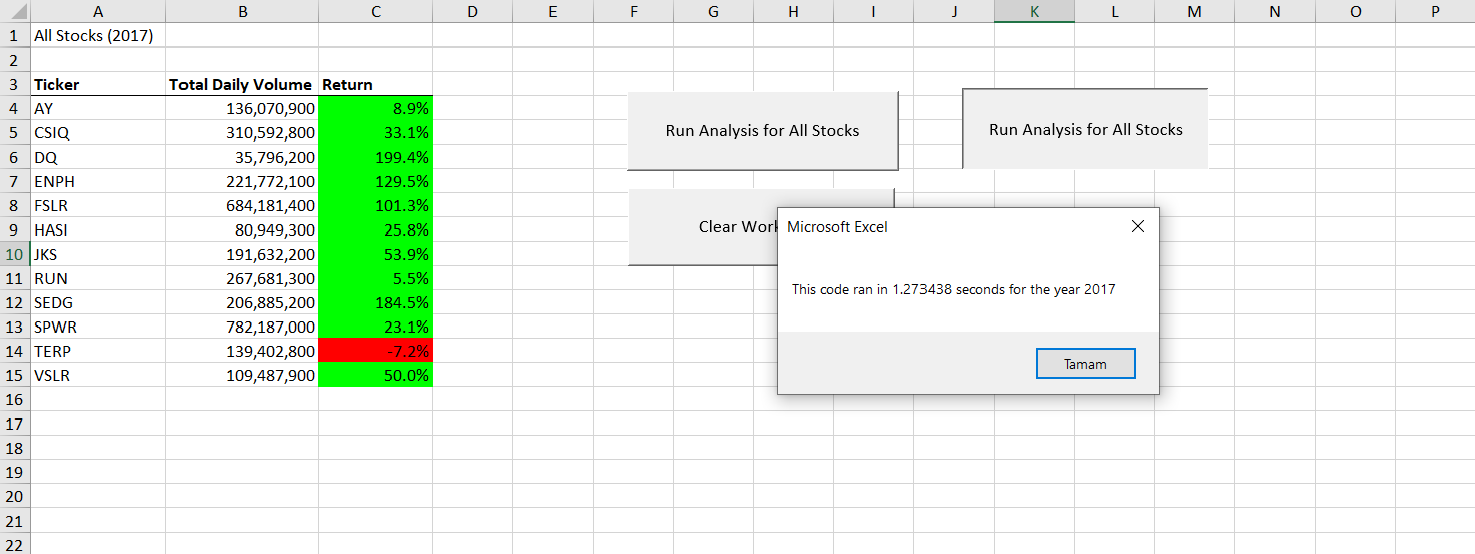 A B C D E F G H I J K L M N O P
1 All Stocks (2017)
2
3 Ticker Total Daily Volume Return
4 AY 136,070,900 8.9%
Run Analysis for All Stocks
Run Analysis for All Stocks
5 CSIQ 310,592,800 33.1%
6 DQ 35,796,200 199.4%
7 ENPH 221,772,100 129.5%
8 FSLR 684,181,400 101.3%
9 HASI 80,949,300 25.8%
Clear Work
Microsoft Excel
10 JKS 191,632,200 53.9%
11 RUN 267,681,300 5.5%
This code ran in 1.273438 seconds for the year 2017
12 SEDG 206,885,200 184.5%
13 SPWR 782,187,000 23.1%
14 TERP 139,402,800 -7.2%
Tamam
15 VSLR 109,487,900 50.0%
16
17
18
19
20
21
22